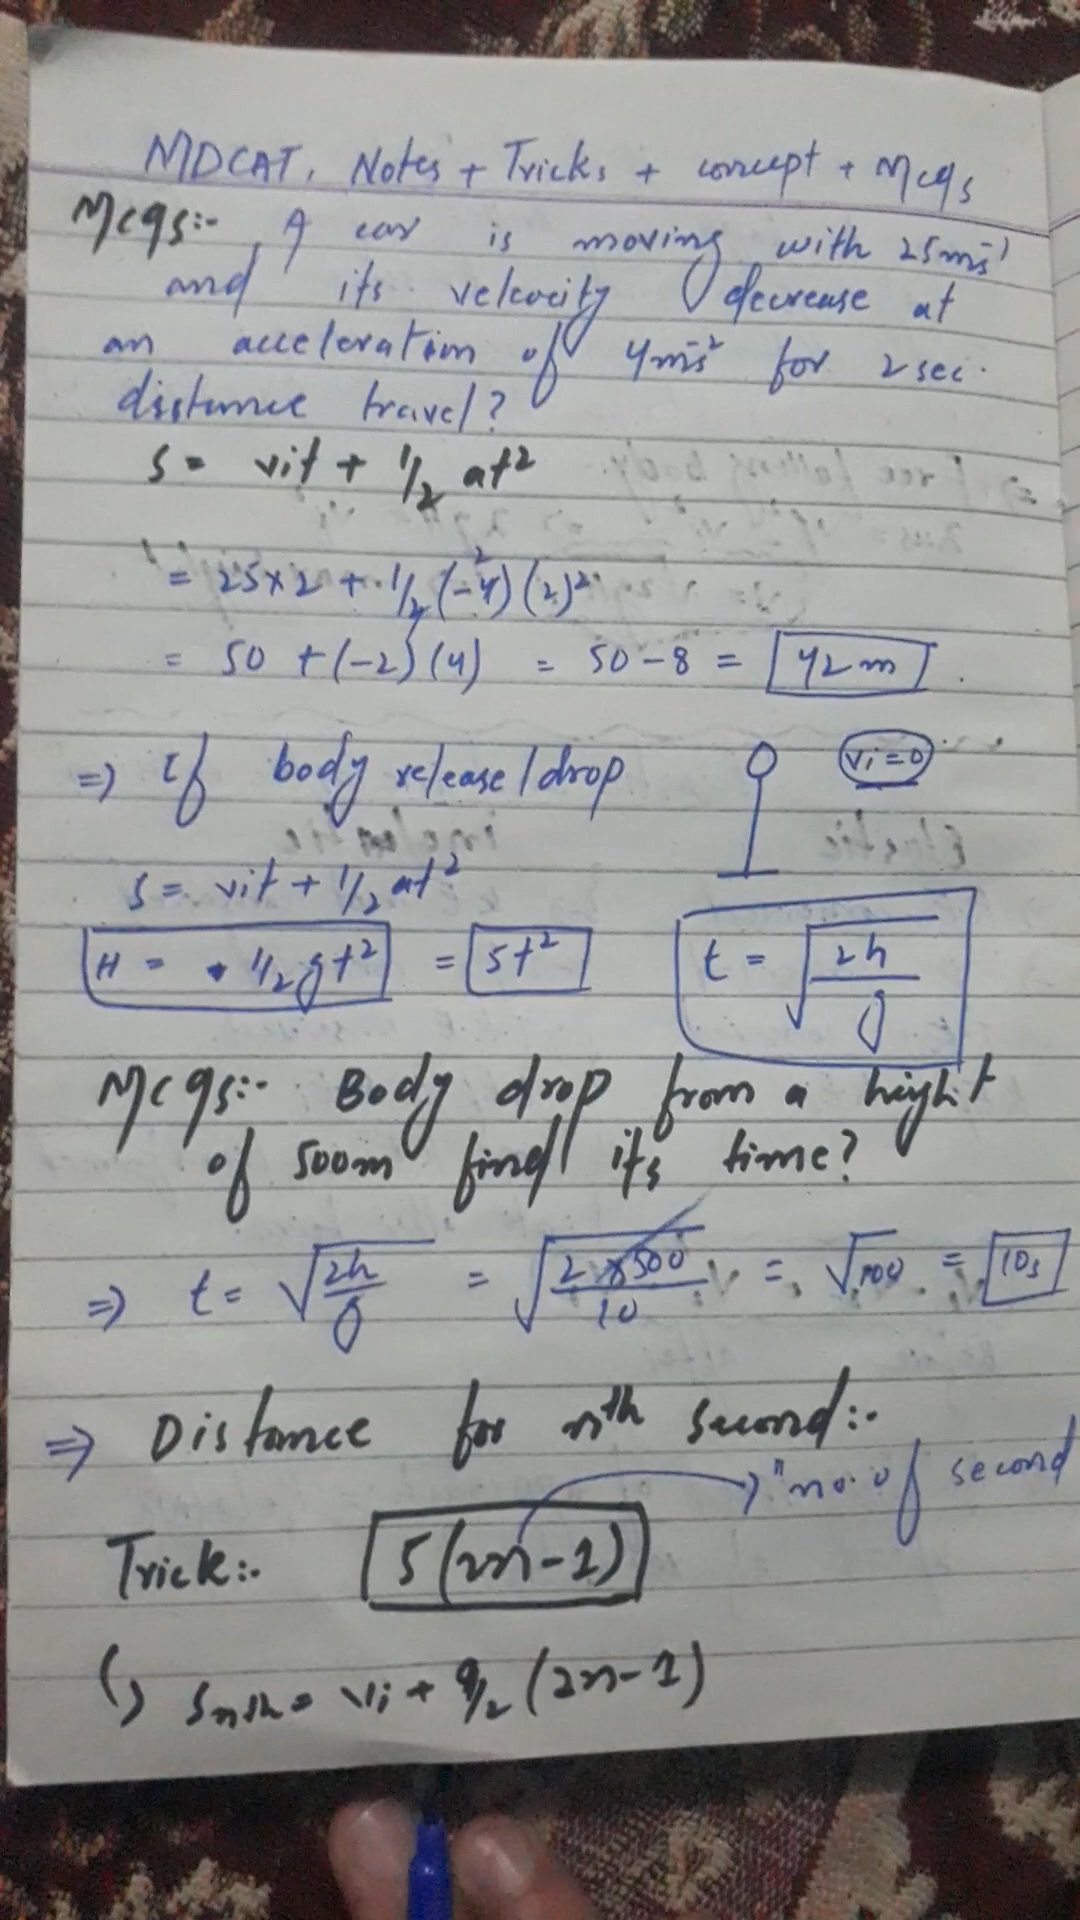 MDCAT, Notes + Tricks + concept + Mcqs
Mcqs:- A car is moving with 25ms⁻¹
and its velocity decrease at
an acceleration of 4ms⁻² for 2 sec.
distance travel?
S = vit + 1/2 at²
= 25×2 + 1/2 (-4)(2)²
= 50 + (-2)(4) = 50 - 8 = 42 m
=) If body release/drop vi=0
S = vit + 1/2 at²
H = 1/2 gt² = 5t² t = √2h/g
Mcqs:- Body drop from a height
of 500m find its time?
=) t = √2h/g = √2×500/10 = √100 = 10s
=> Distance for nth second:-
"no. of second
Trick:- 5(2n-1)
Snth = vi + a/2 (2n-1)